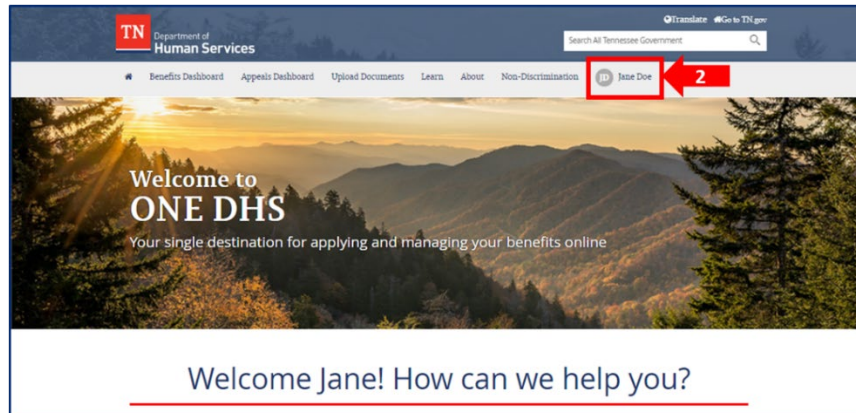 Translate Go to TN.gov
TN Department of
Human Services
Search All Tennessee Government
Benefits Dashboard Appeals Dashboard Upload Documents Learn About Non-Discrimination JD Jane Doe 2
Welcome to
ONE DHS
Your single destination for applying and managing your benefits online
Welcome Jane! How can we help you?